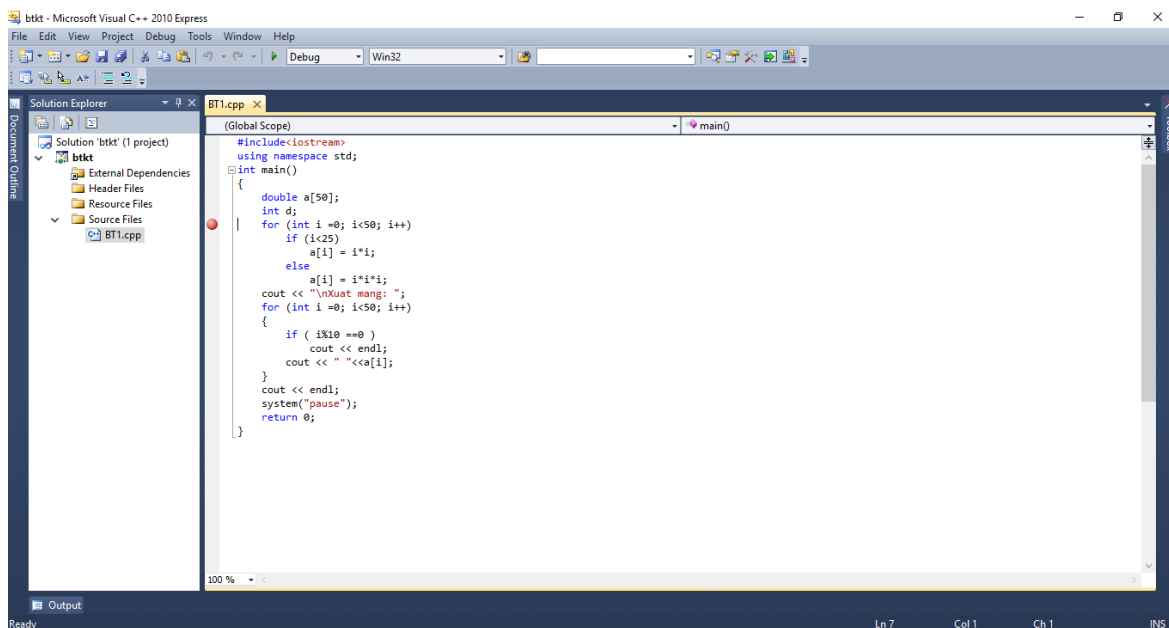 btkt - Microsoft Visual C++ 2010 Express
File Edit View Project Debug Tools Window Help
Debug Win32
Solution Explorer
BT1.cpp
Document Outline
Toolbox
(Global Scope) main()
Solution 'btkt' (1 project)
btkt
External Dependencies
Header Files
Resource Files
Source Files
BT1.cpp
#include<iostream>
using namespace std;
int main()
{
double a[50];
int d;
for (int i =0; i<50; i++)
if (i<25)
a[i] = i*i;
else
a[i] = i*i*i;
cout << "\nXuat mang: ";
for (int i =0; i<50; i++)
{
if ( i%10 ==0 )
cout << endl;
cout << " "<<a[i];
}
cout << endl;
system("pause");
return 0;
}
100 %
Output
Ready Ln 7 Col 1 Ch 1 INS